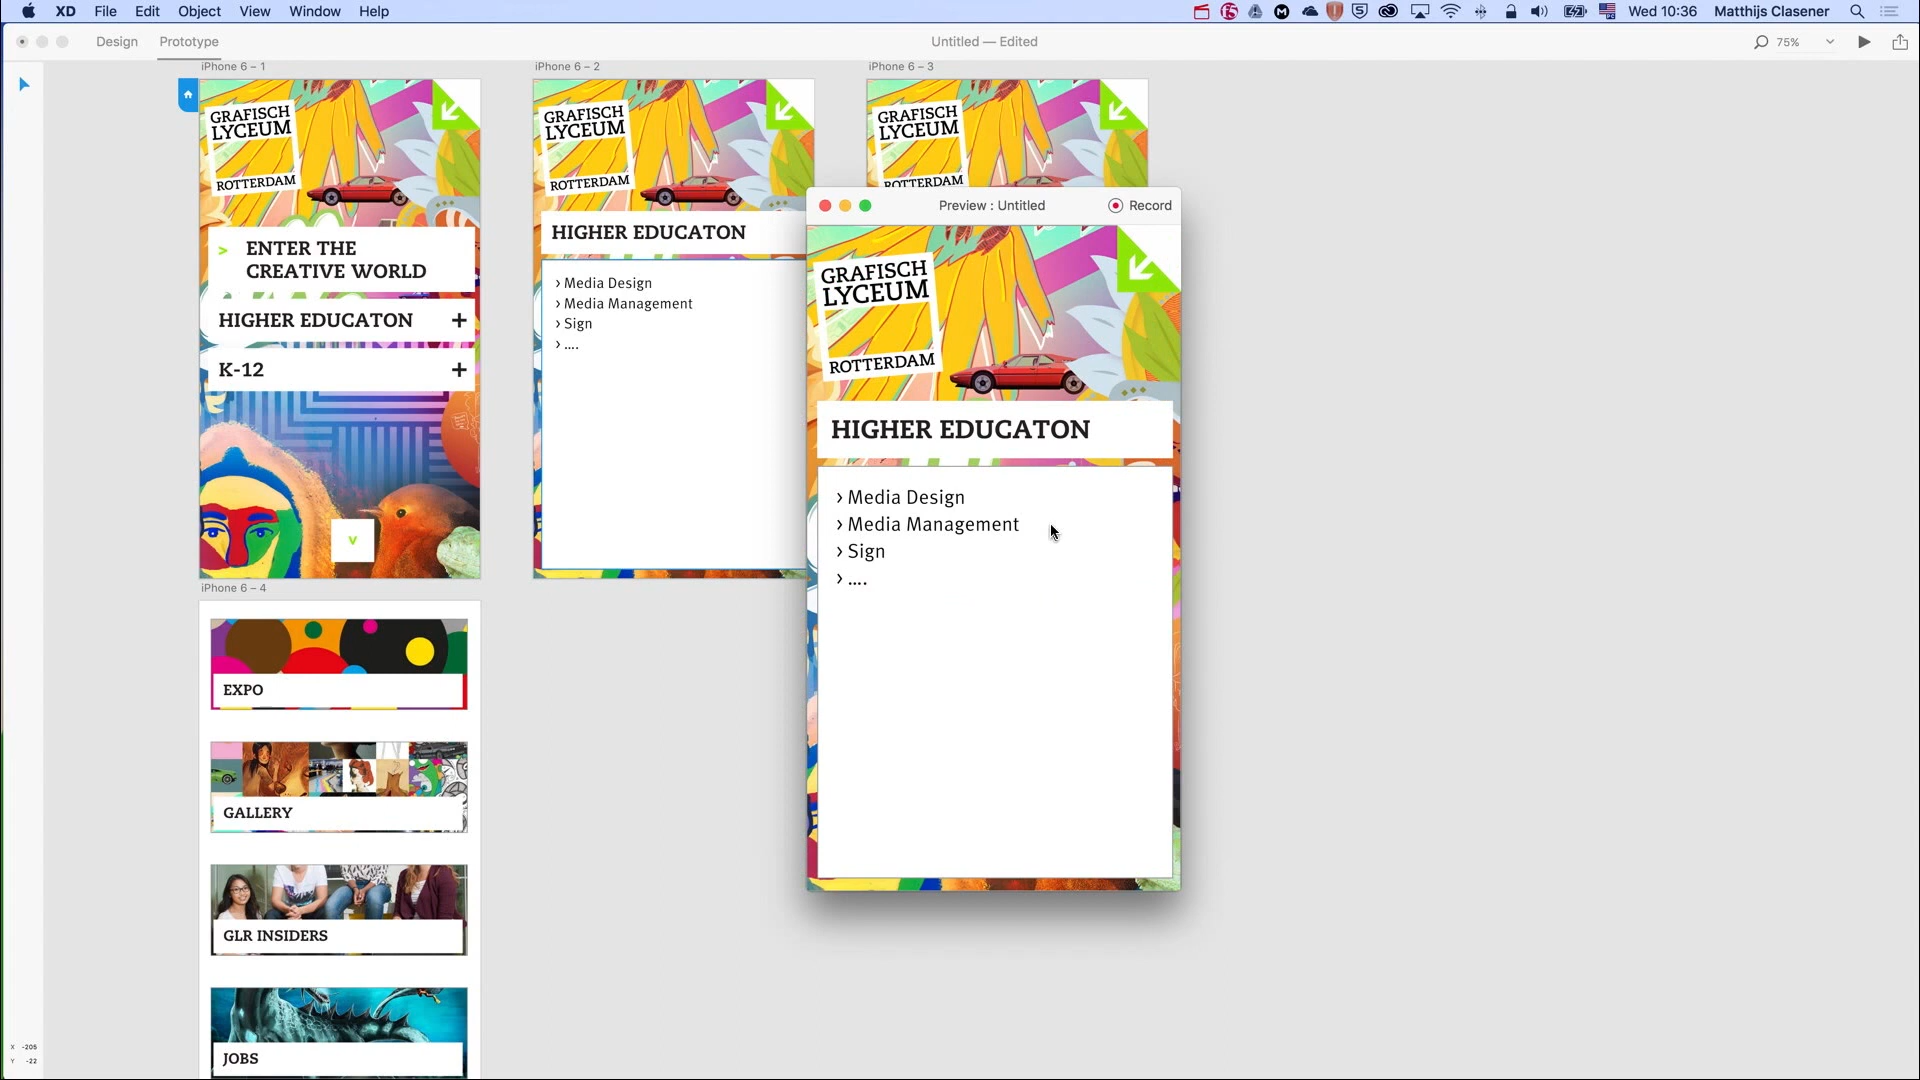 XD File Edit Object View Window Help
Wed 10:36 Matthijs Clasener
Design Prototype
Untitled — Edited
75%
iPhone 6 – 1
iPhone 6 – 2
iPhone 6 – 3
GRAFISCH
LYCEUM
ROTTERDAM
> ENTER THE
CREATIVE WORLD
HIGHER EDUCATON +
K-12 +
v
GRAFISCH
LYCEUM
ROTTERDAM
HIGHER EDUCATON
› Media Design
› Media Management
› Sign
› ....
GRAFISCH
LYCEUM
ROTTERDAM
Preview : Untitled
Record
GRAFISCH
LYCEUM
ROTTERDAM
HIGHER EDUCATON
› Media Design
› Media Management
› Sign
› ....
iPhone 6 – 4
EXPO
GALLERY
GLR INSIDERS
JOBS
X -205
Y -22